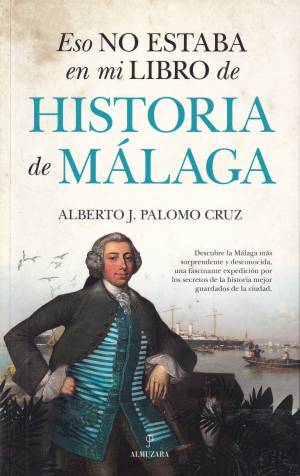 Eso NO ESTABA
en mi LIBRO de
HISTORIA
de MÁLAGA
ALBERTO J. PALOMO CRUZ
Descubre la Málaga más
sorprendente y desconocida,
una fascinante expedición por
los secretos de la historia mejor
guardados de la ciudad.
ALMUZARA